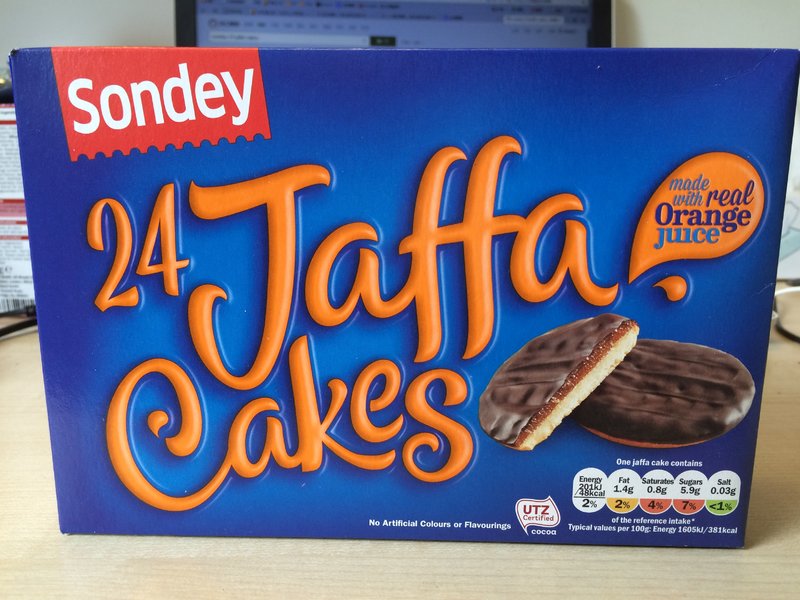 Sondey
24 Jaffa
Cakes
made
with real
Orange
juice
One jaffa cake contains
Energy
201kJ
/48kcal
2%
Fat
1.4g
2%
Saturates
0.8g
4%
Sugars
5.9g
7%
Salt
0.03g
<1%
of the reference intake*
Typical values per 100g: Energy 1605kJ/381kcal
No Artificial Colours or Flavourings
UTZ
Certified
cocoa